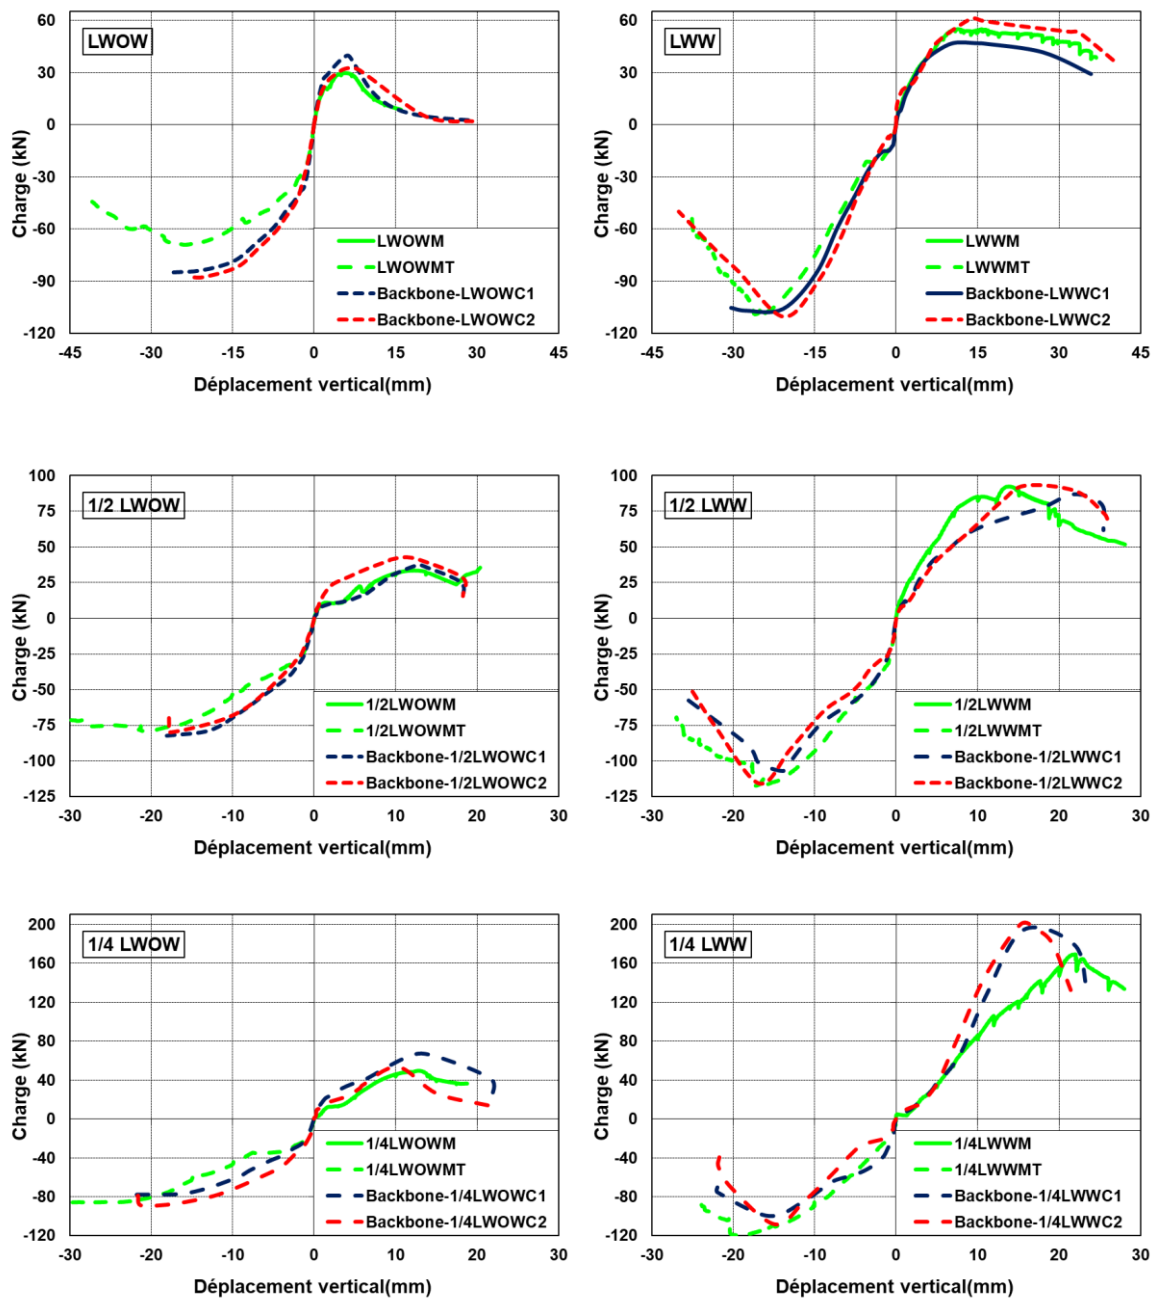 LWOW
60
30
0
-30
-60
-90
-120
Charge (kN)
LWOWM
LWOWMT
Backbone-LWOWC1
Backbone-LWOWC2
-45 -30 -15 0 15 30 45
Déplacement vertical(mm)
LWW
60
30
0
-30
-60
-90
-120
Charge (kN)
LWWM
LWWMT
Backbone-LWWC1
Backbone-LWWC2
-45 -30 -15 0 15 30 45
Déplacement vertical(mm)
1/2 LWOW
100
75
50
25
0
-25
-50
-75
-100
-125
Charge (kN)
1/2LWOWM
1/2LWOWMT
Backbone-1/2LWOWC1
Backbone-1/2LWOWC2
-30 -20 -10 0 10 20 30
Déplacement vertical(mm)
1/2 LWW
100
75
50
25
0
-25
-50
-75
-100
-125
Charge (kN)
1/2LWWM
1/2LWWMT
Backbone-1/2LWWC1
Backbone-1/2LWWC2
-30 -20 -10 0 10 20 30
Déplacement vertical(mm)
1/4 LWOW
200
160
120
80
40
0
-40
-80
-120
Charge (kN)
1/4LWOWM
1/4LWOWMT
Backbone-1/4LWOWC1
Backbone-1/4LWOWC2
-30 -20 -10 0 10 20 30
Déplacement vertical(mm)
1/4 LWW
200
160
120
80
40
0
-40
-80
-120
Charge (kN)
1/4LWWM
1/4LWWMT
Backbone-1/4LWWC1
Backbone-1/4LWWC2
-30 -20 -10 0 10 20 30
Déplacement vertical(mm)